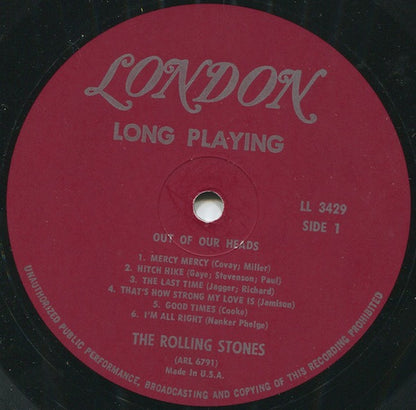 LONDON
LONG PLAYING
LL 3429
SIDE 1
OUT OF OUR HEADS
1. MERCY MERCY (Covay; Miller)
2. HITCH HIKE (Gaye; Stevenson; Paul)
3. THE LAST TIME (Jagger; Richard)
4. THAT'S HOW STRONG MY LOVE IS (Jamison)
5. GOOD TIMES (Cooke)
6. I'M ALL RIGHT (Nanker Phelge)
THE ROLLING STONES
(ARL 6791)
Made in U.S.A.
UNAUTHORIZED PUBLIC PERFORMANCE, BROADCASTING AND COPYING OF THIS RECORDING PROHIBITED